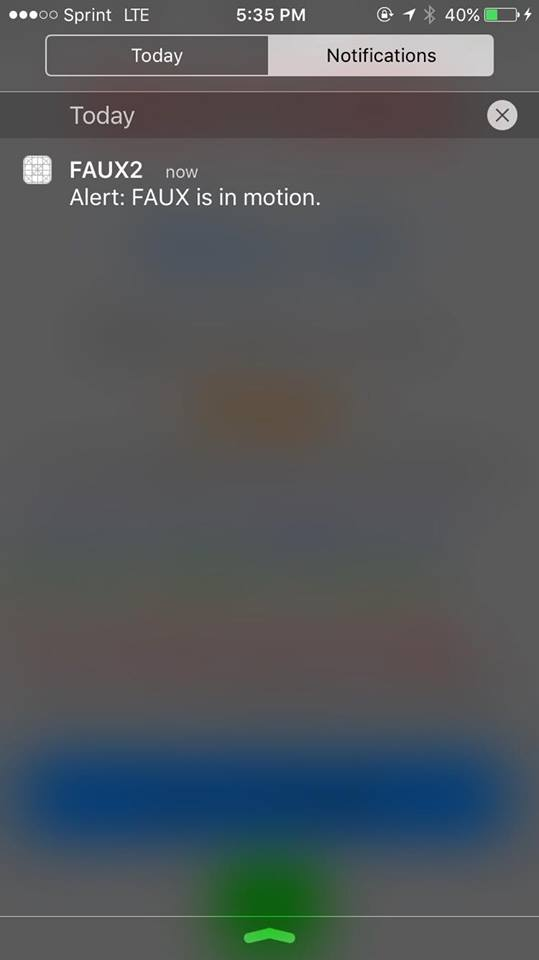 Sprint LTE 5:35 PM 40%
Today Notifications
Today
FAUX2 now
Alert: FAUX is in motion.